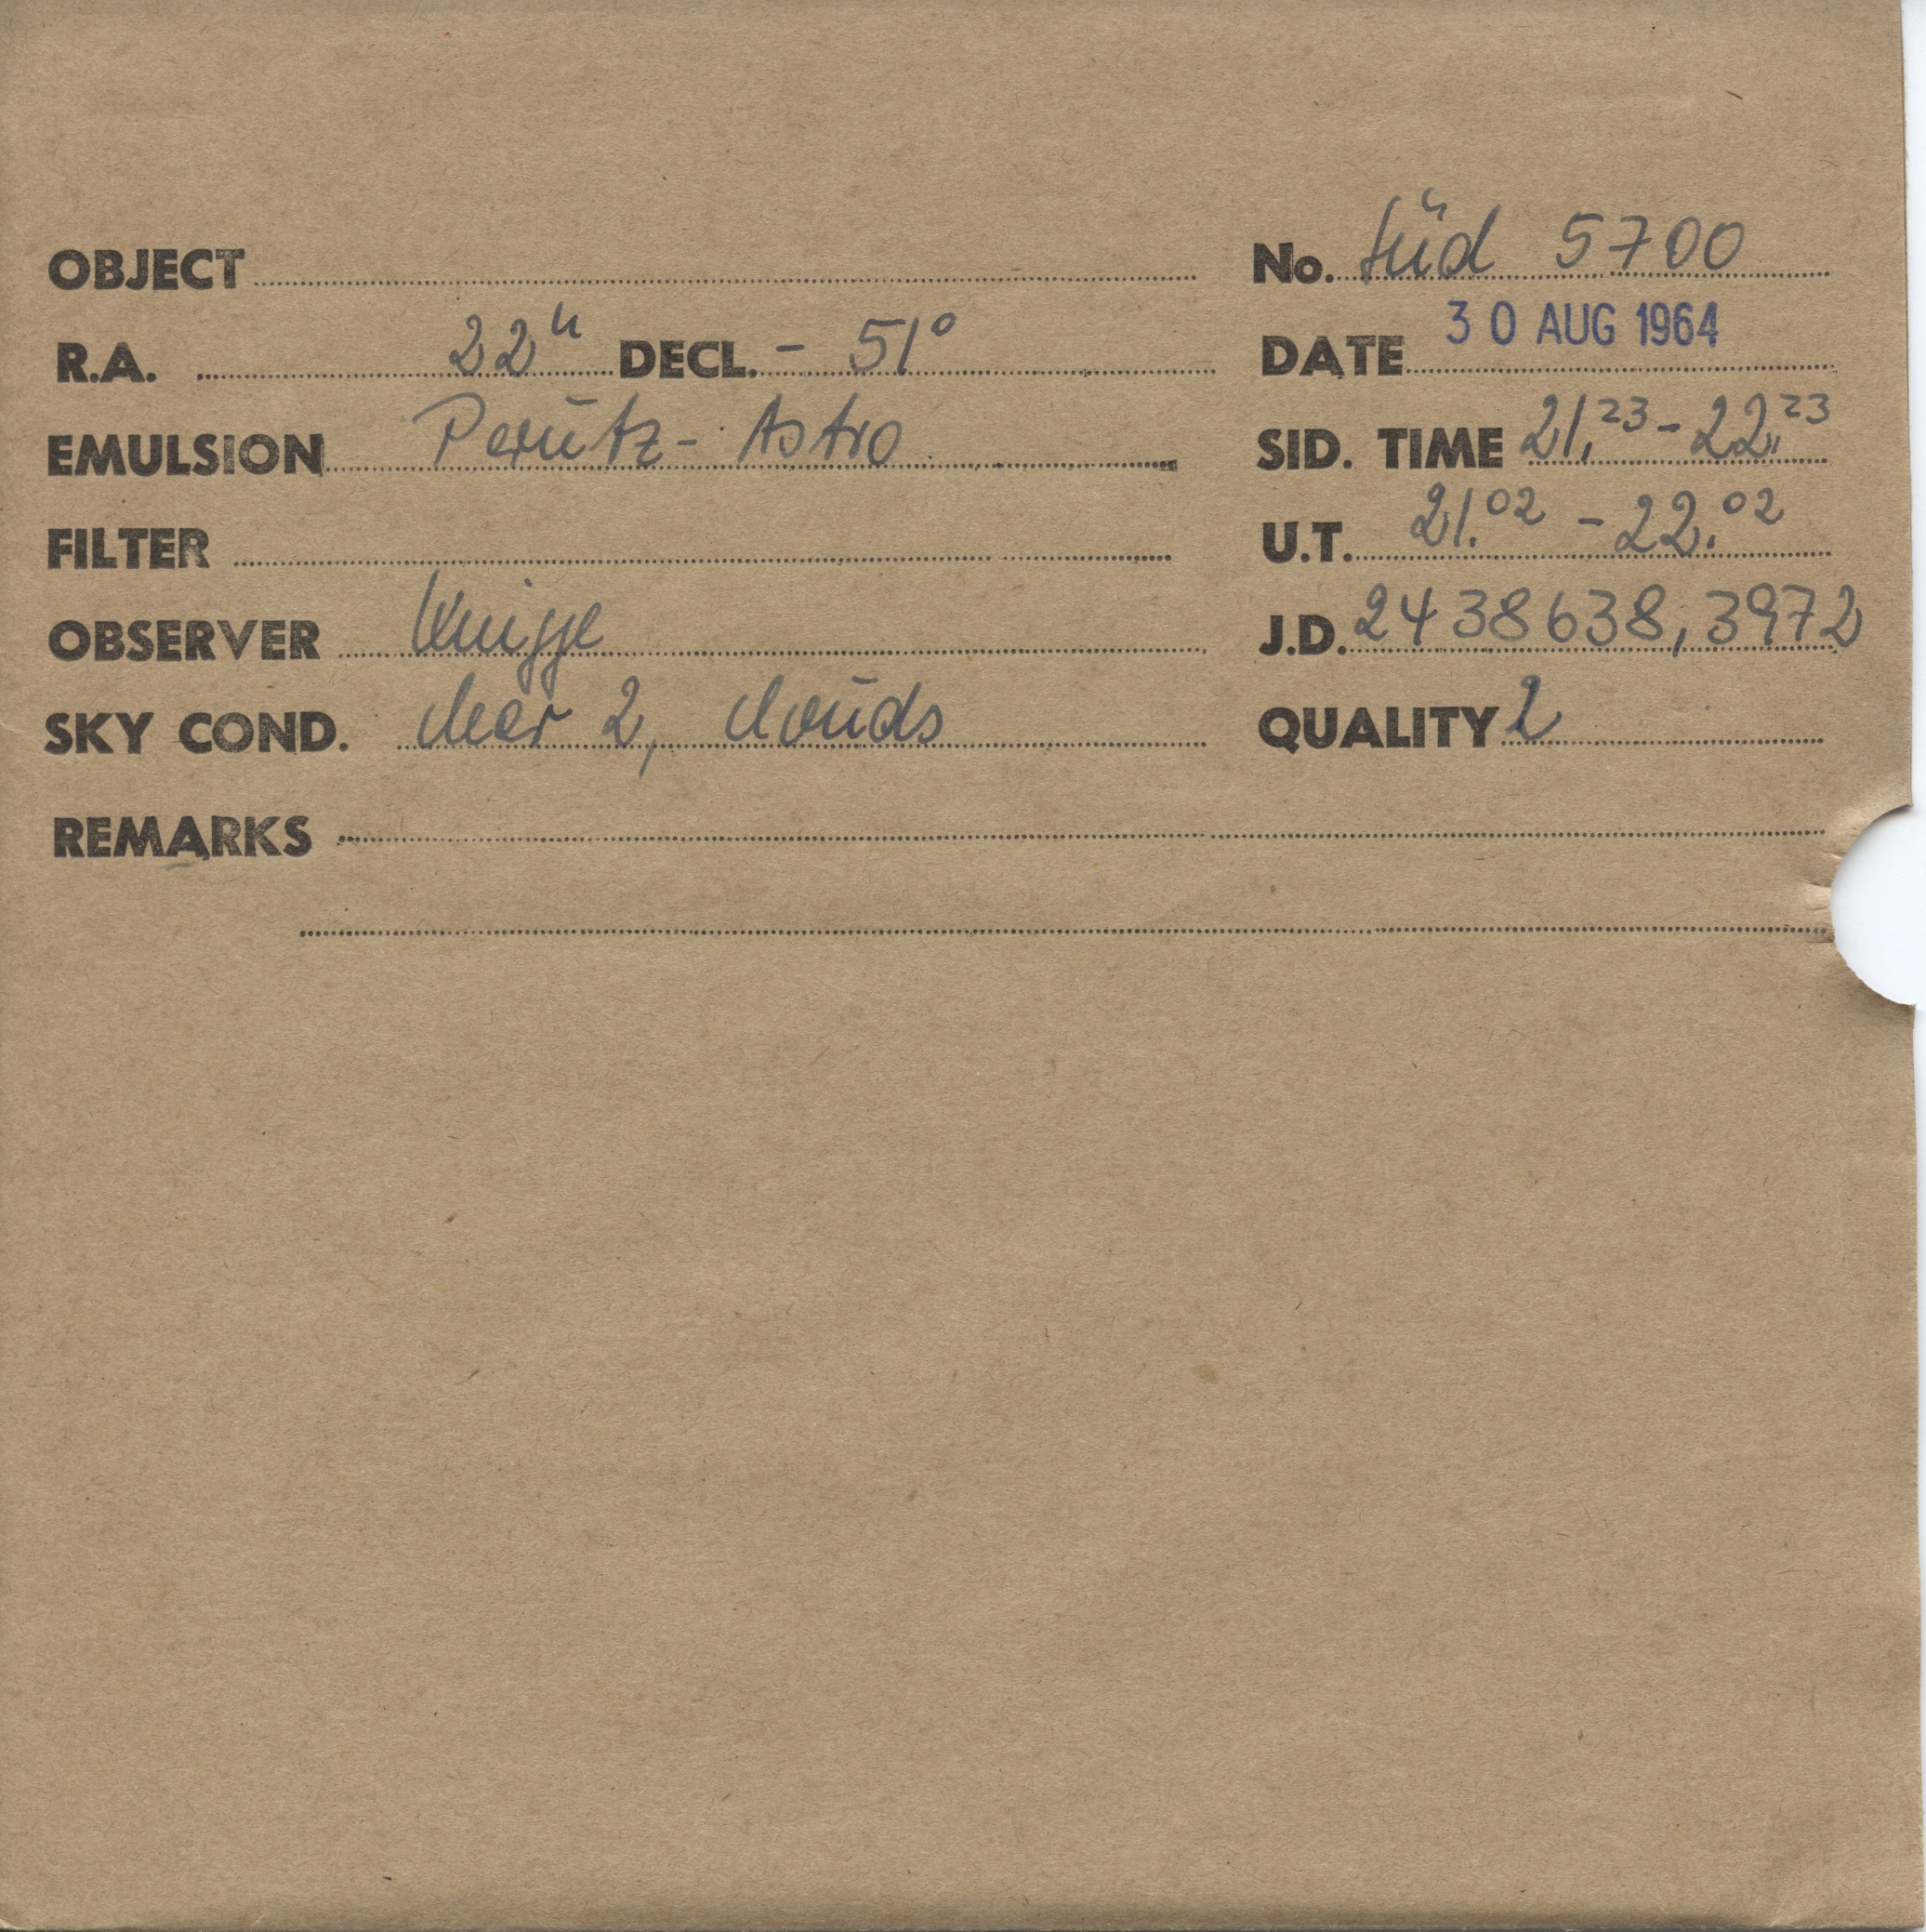 OBJECT No. Süd 5700
R.A. 22h DECL. - 51° DATE 30 AUG 1964
EMULSION Perutz-Astro SID. TIME 21.23 - 22.23
FILTER U.T. 21.02 - 22.02
OBSERVER Knigge J.D. 2438638,3972
SKY COND. clear 2, clouds QUALITY 2
REMARKS